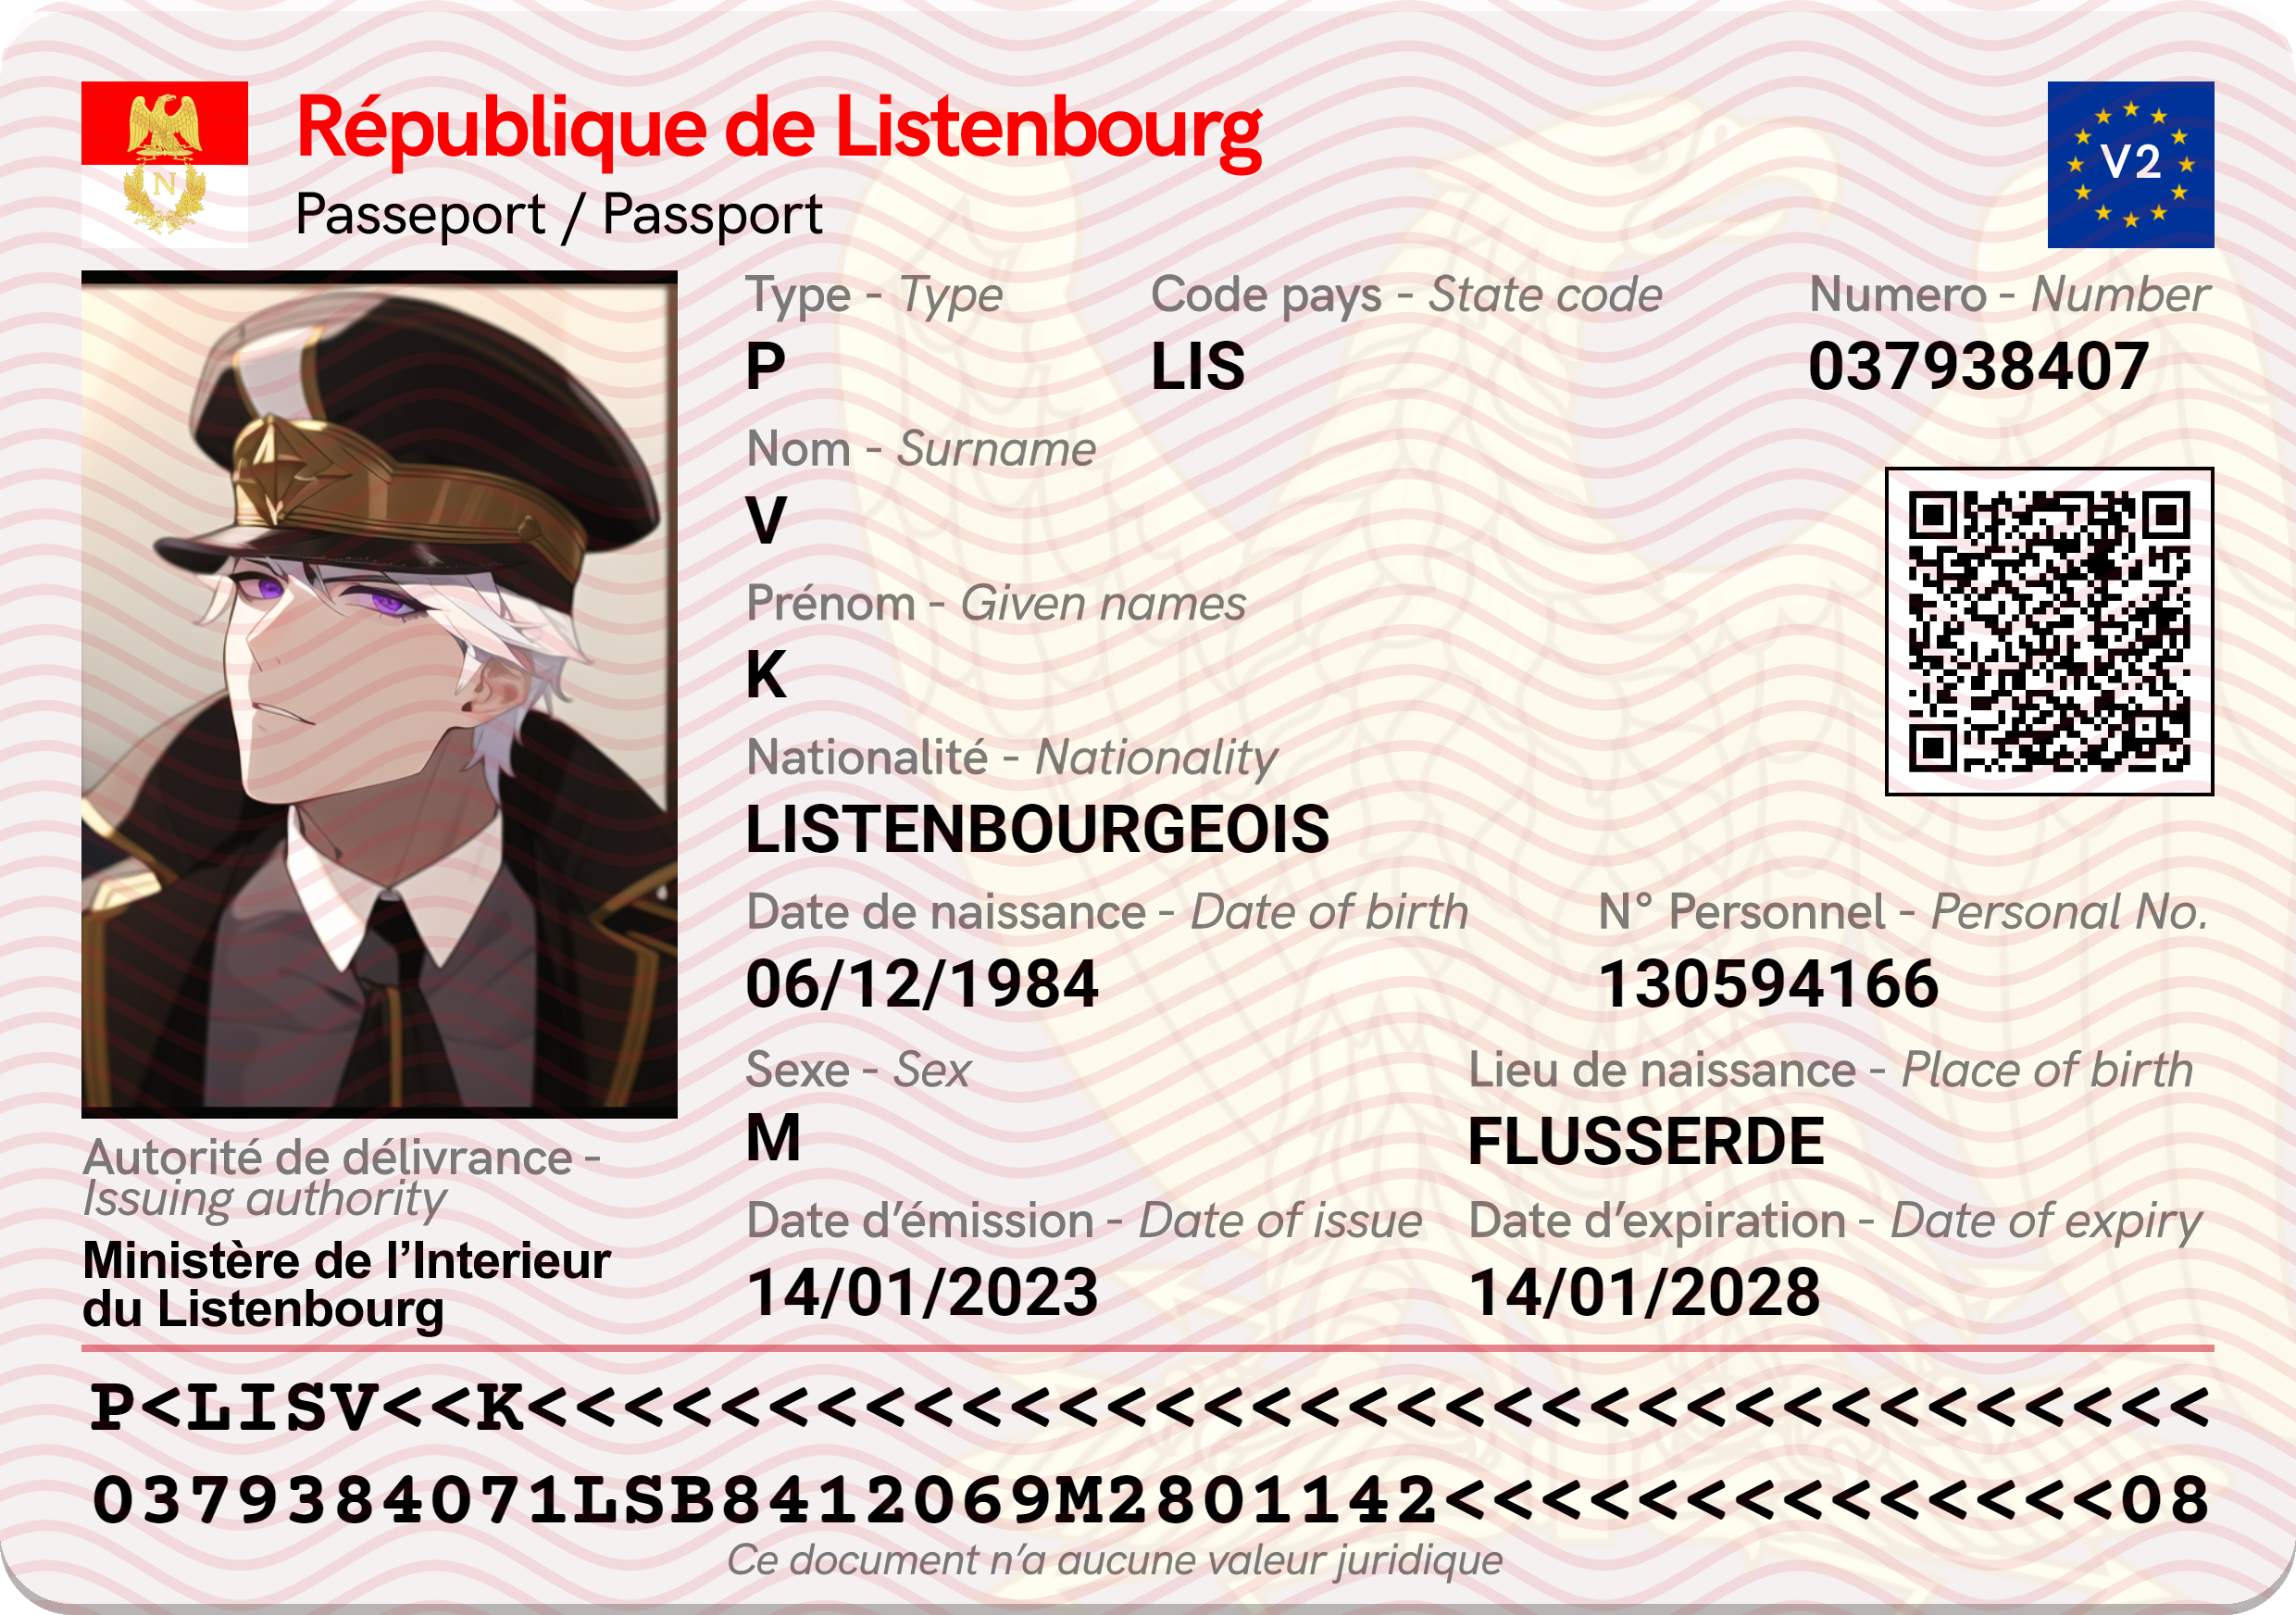 République de Listenbourg
Passeport / Passport
N
V2
Type - Type
Code pays - State code
Numero - Number
P
LIS
037938407
Nom - Surname
V
Prénom - Given names
K
Nationalité - Nationality
LISTENBOURGEOIS
Date de naissance - Date of birth
N° Personnel - Personal No.
06/12/1984
130594166
Sexe - Sex
Lieu de naissance - Place of birth
M
FLUSSERDE
Autorité de délivrance -
Issuing authority
Ministère de l’Interieur
du Listenbourg
Date d’émission - Date of issue
Date d’expiration - Date of expiry
14/01/2023
14/01/2028
P<LISV<<K<<<<<<<<<<<<<<<<<<<<<<<<<<<<<<<<<<<
0379384071LSB8412069M2801142<<<<<<<<<<<<<<08
Ce document n’a aucune valeur juridique